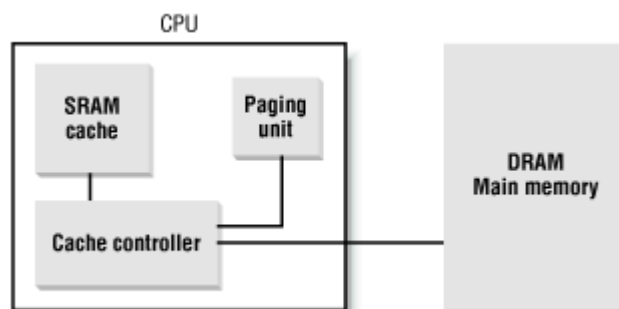 CPU
SRAM
cache
Paging
unit
Cache controller
DRAM
Main memory